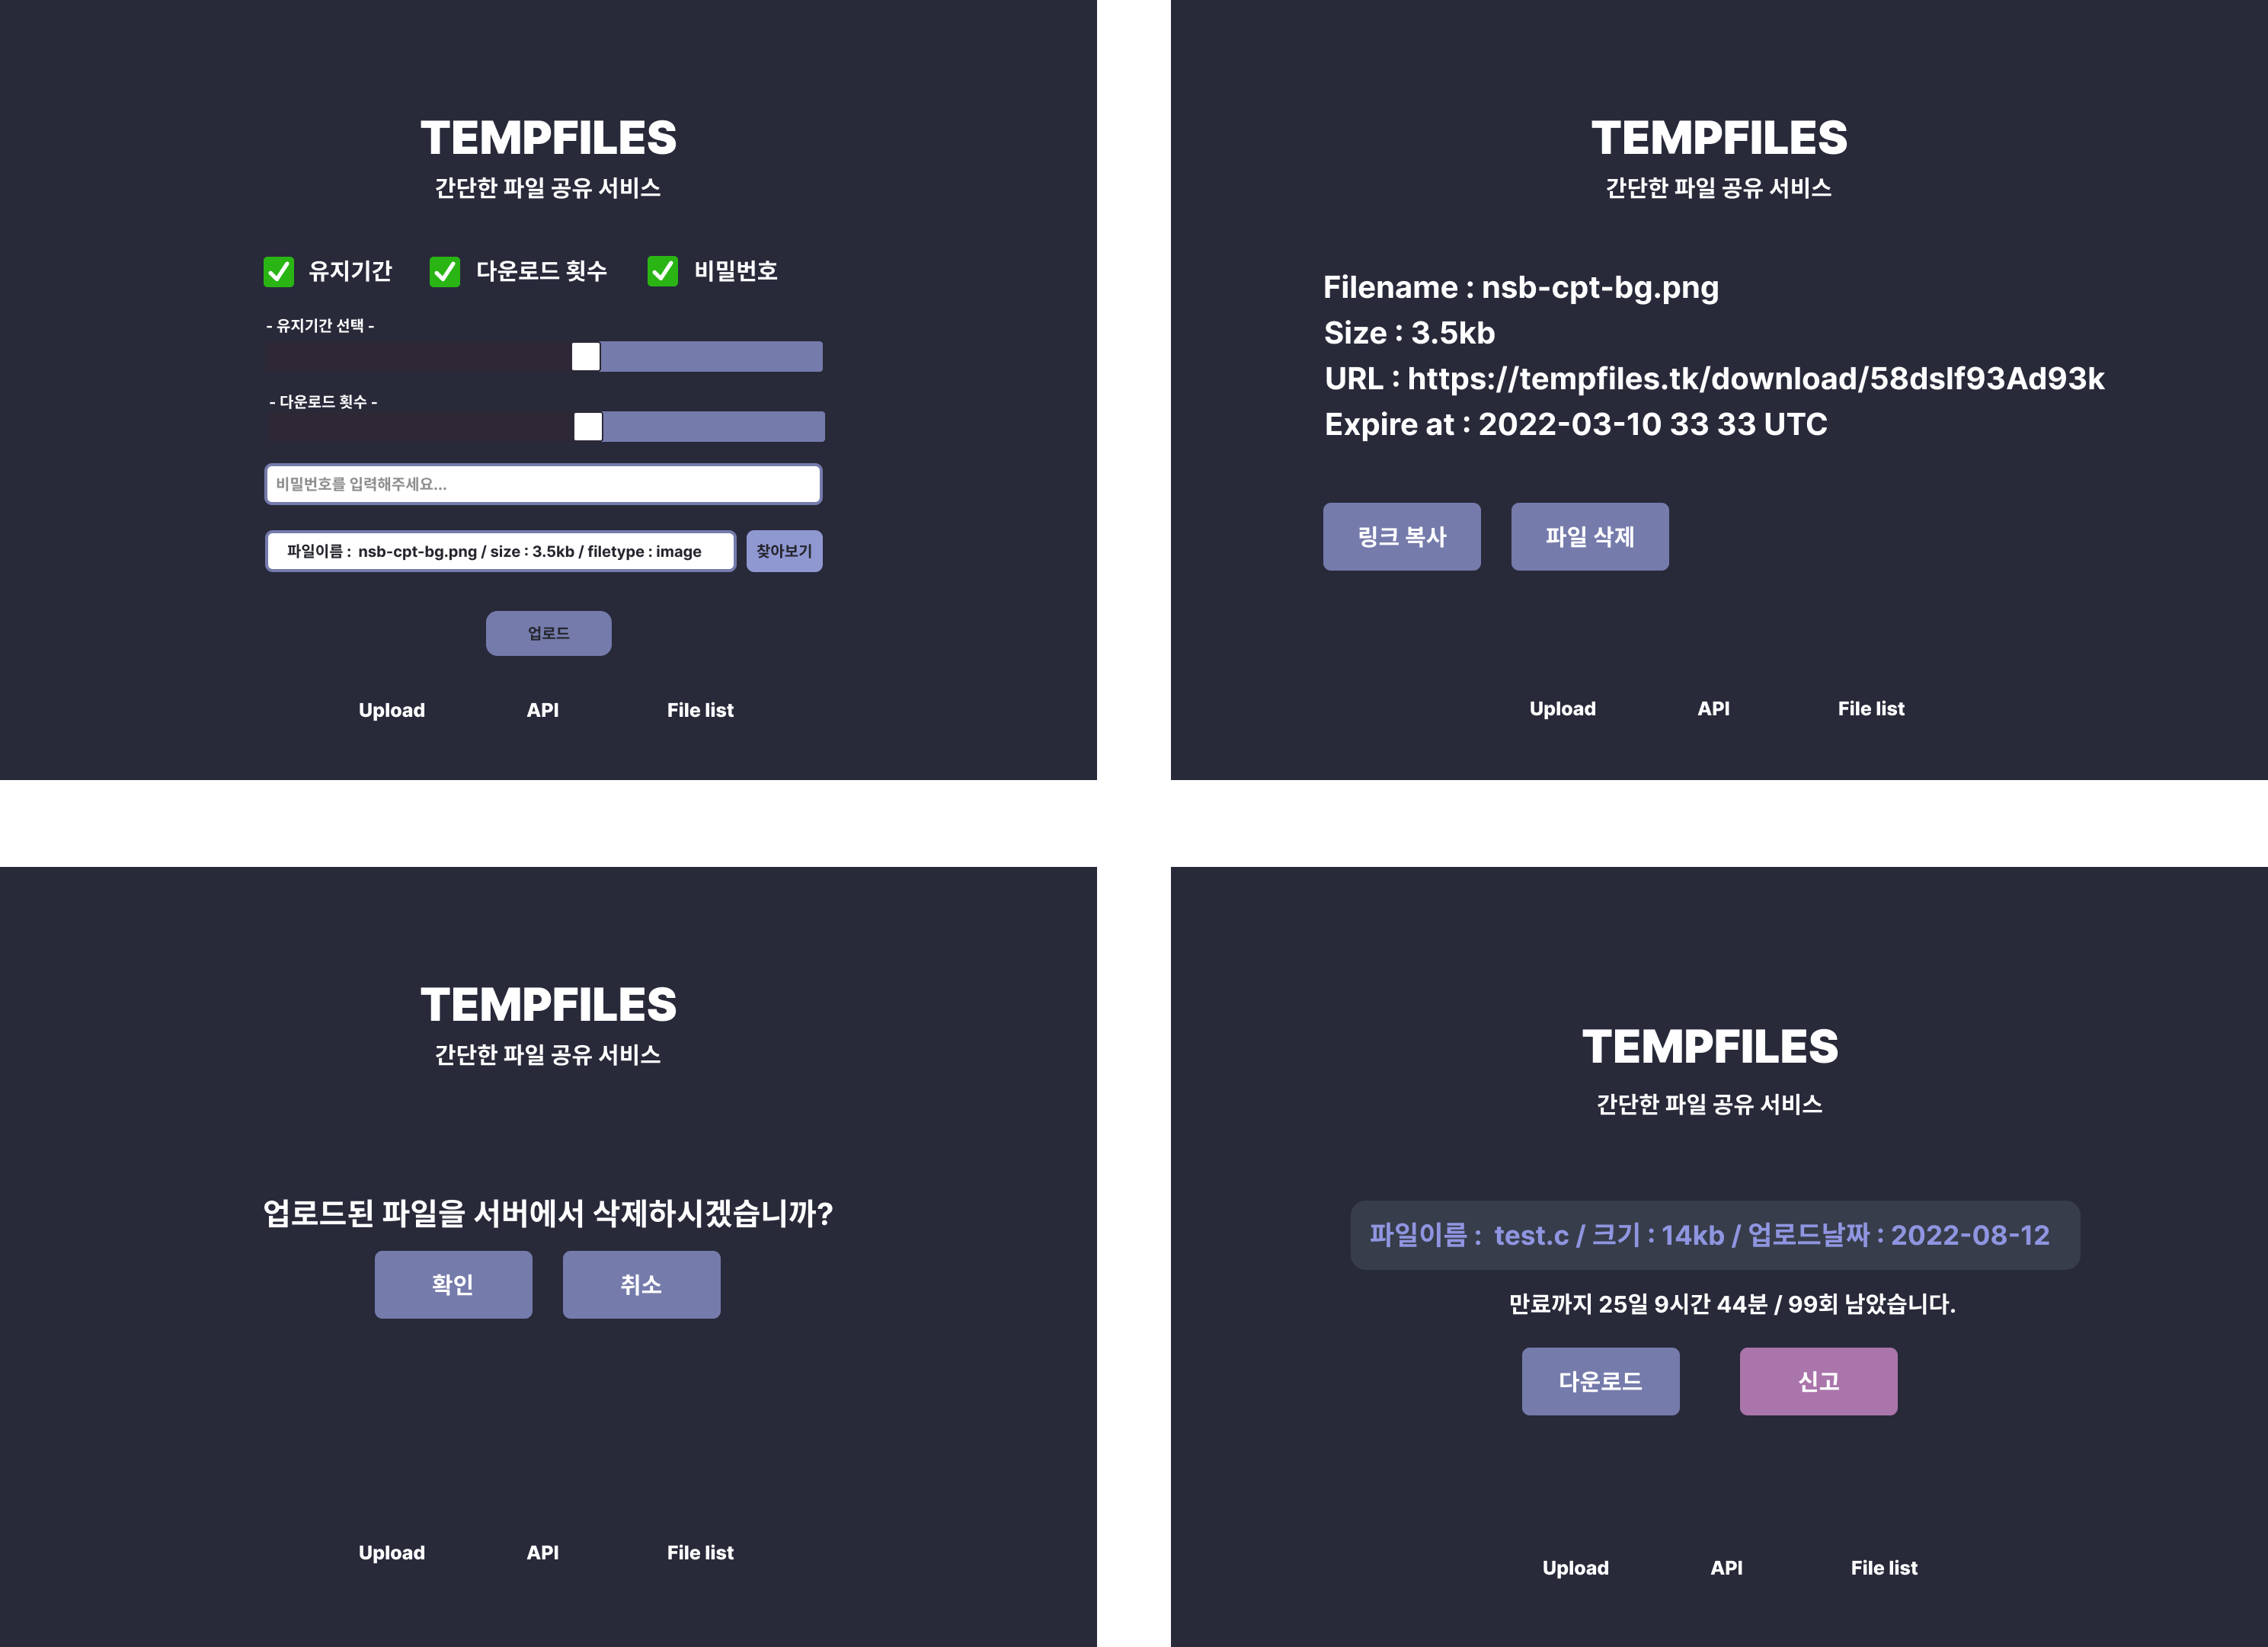 TEMPFILES
간단한 파일 공유 서비스
유지기간 다운로드 횟수 비밀번호
- 유지기간 선택 -
- 다운로드 횟수 -
비밀번호를 입력해주세요...
파일이름 : nsb-cpt-bg.png / size : 3.5kb / filetype : image 찾아보기
업로드
Upload API File list
TEMPFILES
간단한 파일 공유 서비스
Filename : nsb-cpt-bg.png
Size : 3.5kb
URL : https://tempfiles.tk/download/58dslf93Ad93k
Expire at : 2022-03-10 33 33 UTC
링크 복사 파일 삭제
Upload API File list
TEMPFILES
간단한 파일 공유 서비스
업로드된 파일을 서버에서 삭제하시겠습니까?
확인 취소
Upload API File list
TEMPFILES
간단한 파일 공유 서비스
파일이름 : test.c / 크기 : 14kb / 업로드날짜 : 2022-08-12
만료까지 25일 9시간 44분 / 99회 남았습니다.
다운로드 신고
Upload API File list